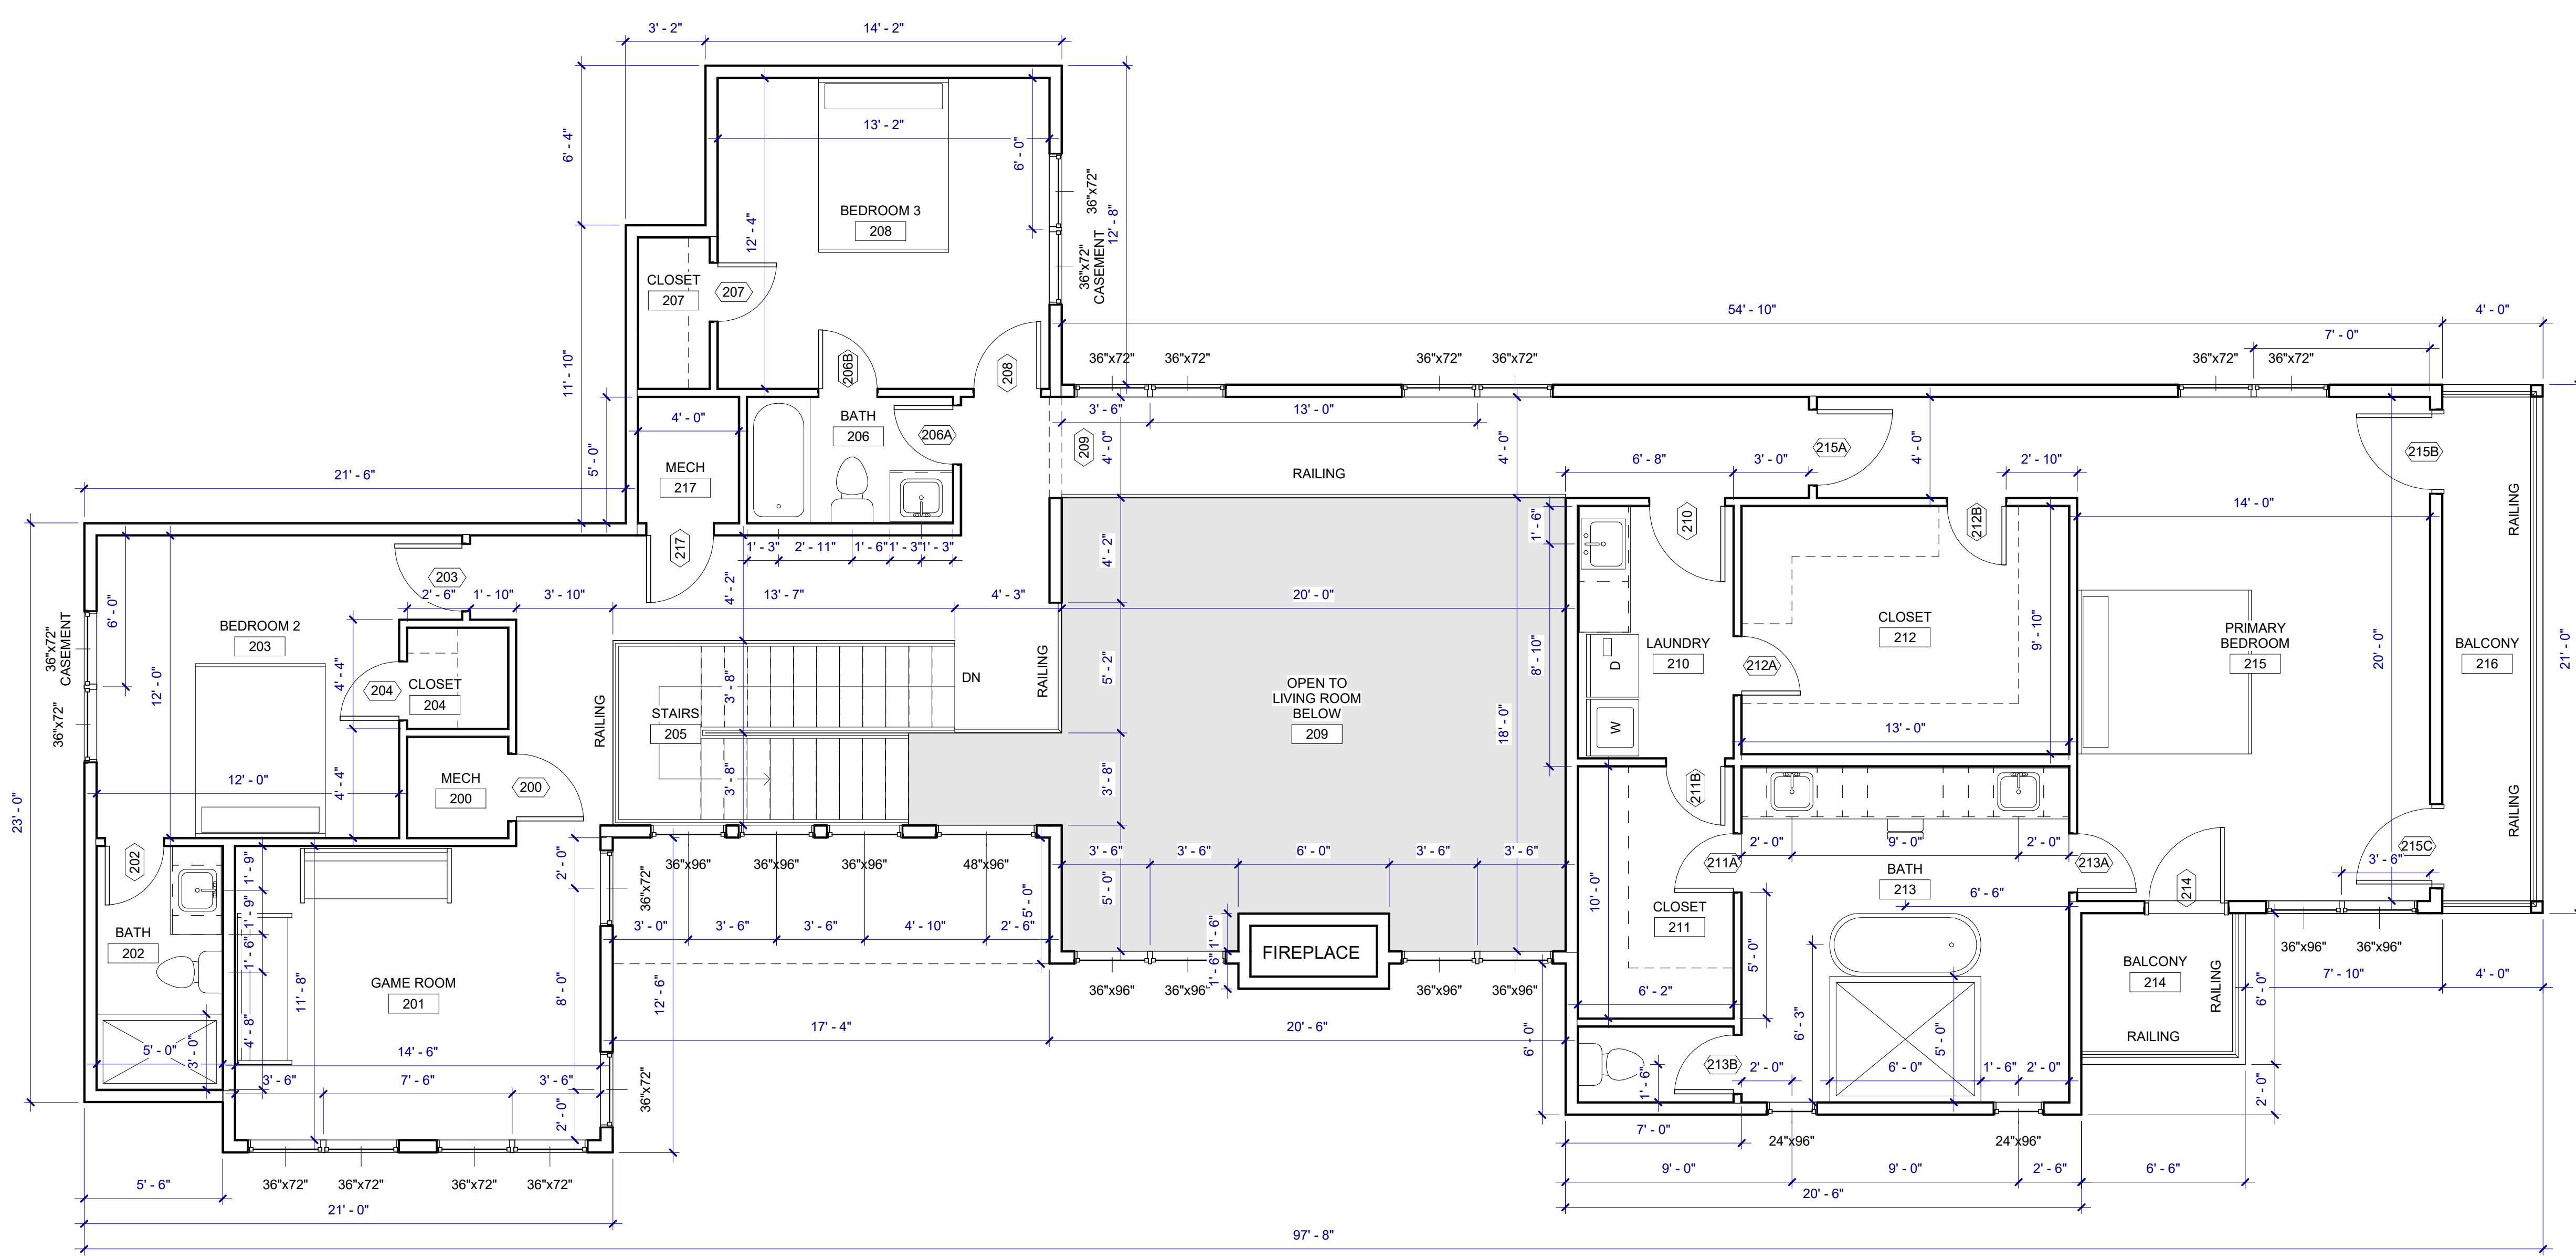 3' - 2"
14' - 2"
6' - 4"
13' - 2"
6' - 0"
36"x72"
BEDROOM 3
208
12' - 4"
12' - 8"
36"x72"
CASEMENT
CLOSET
207
207
54' - 10"
4' - 0"
7' - 0"
11' - 10"
206B
208
36"x72"
36"x72"
36"x72"
36"x72"
36"x72"
36"x72"
4' - 0"
BATH
206
206A
3' - 6"
13' - 0"
209
4' - 0"
4' - 0"
215A
4' - 0"
215B
5' - 0"
MECH
217
RAILING
6' - 8"
3' - 0"
2' - 10"
21' - 6"
14' - 0"
RAILING
217
1' - 3"
2' - 11"
1' - 6"
1' - 3"
1' - 3"
4' - 2"
4' - 2"
1' - 6"
210
212B
203
2' - 6"
1' - 10"
3' - 10"
13' - 7"
4' - 3"
20' - 0"
6' - 0"
36"x72"
CASEMENT
36"x72"
BEDROOM 2
203
12' - 0"
4' - 4"
204
CLOSET
204
RAILING
STAIRS
205
3' - 8"
DN
RAILING
5' - 2"
OPEN TO
LIVING ROOM
BELOW
209
8' - 10"
18' - 0"
LAUNDRY
210
D
W
212A
CLOSET
212
9' - 10"
13' - 0"
PRIMARY
BEDROOM
215
20' - 0"
BALCONY
216
21' - 0"
12' - 0"
4' - 4"
MECH
200
200
3' - 8"
3' - 8"
211B
RAILING
23' - 0"
202
1' - 9"
2' - 0"
36"x72"
36"x96"
36"x96"
36"x96"
48"x96"
3' - 6"
3' - 6"
6' - 0"
3' - 6"
3' - 6"
5' - 0"
5' - 0"
211A
2' - 0"
9' - 0"
2' - 0"
213A
BATH
213
6' - 6"
214
3' - 6"
215C
1' - 9"
BATH
202
1' - 6"
GAME ROOM
201
11' - 8"
8' - 0"
12' - 6"
3' - 0"
3' - 6"
3' - 6"
4' - 10"
2' - 6"
1' - 6"
1' - 6"
FIREPLACE
36"x96"
36"x96"
36"x96"
36"x96"
10' - 0"
CLOSET
211
6' - 2"
5' - 0"
BALCONY
214
RAILING
RAILING
6' - 0"
36"x96"
36"x96"
7' - 10"
4' - 0"
5' - 0"
3' - 0"
4' - 8"
14' - 6"
3' - 6"
7' - 6"
3' - 6"
2' - 0"
36"x72"
17' - 4"
20' - 6"
6' - 0"
1' - 6"
213B
2' - 0"
6' - 3"
6' - 0"
5' - 0"
1' - 6"
2' - 0"
2' - 0"
7' - 0"
24"x96"
24"x96"
5' - 6"
36"x72"
36"x72"
36"x72"
36"x72"
9' - 0"
9' - 0"
2' - 6"
6' - 6"
21' - 0"
20' - 6"
97' - 8"